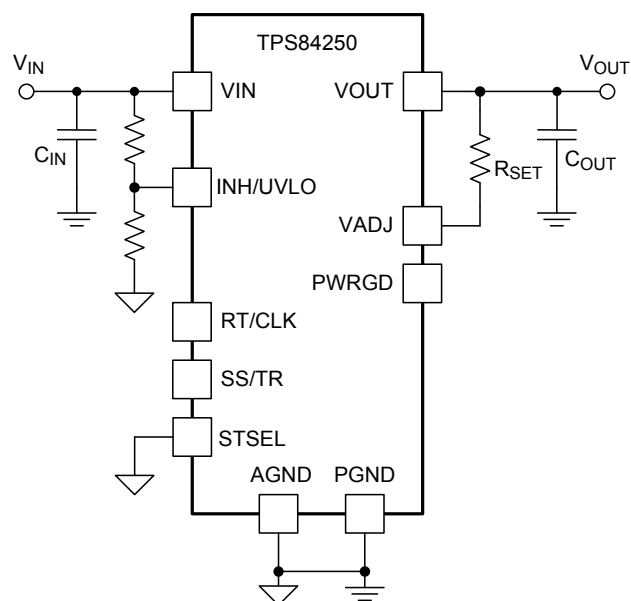 TPS84250
VIN
VOUT
VIN
VOUT
CIN
RSET
COUT
INH/UVLO
VADJ
PWRGD
RT/CLK
SS/TR
STSEL
AGND
PGND